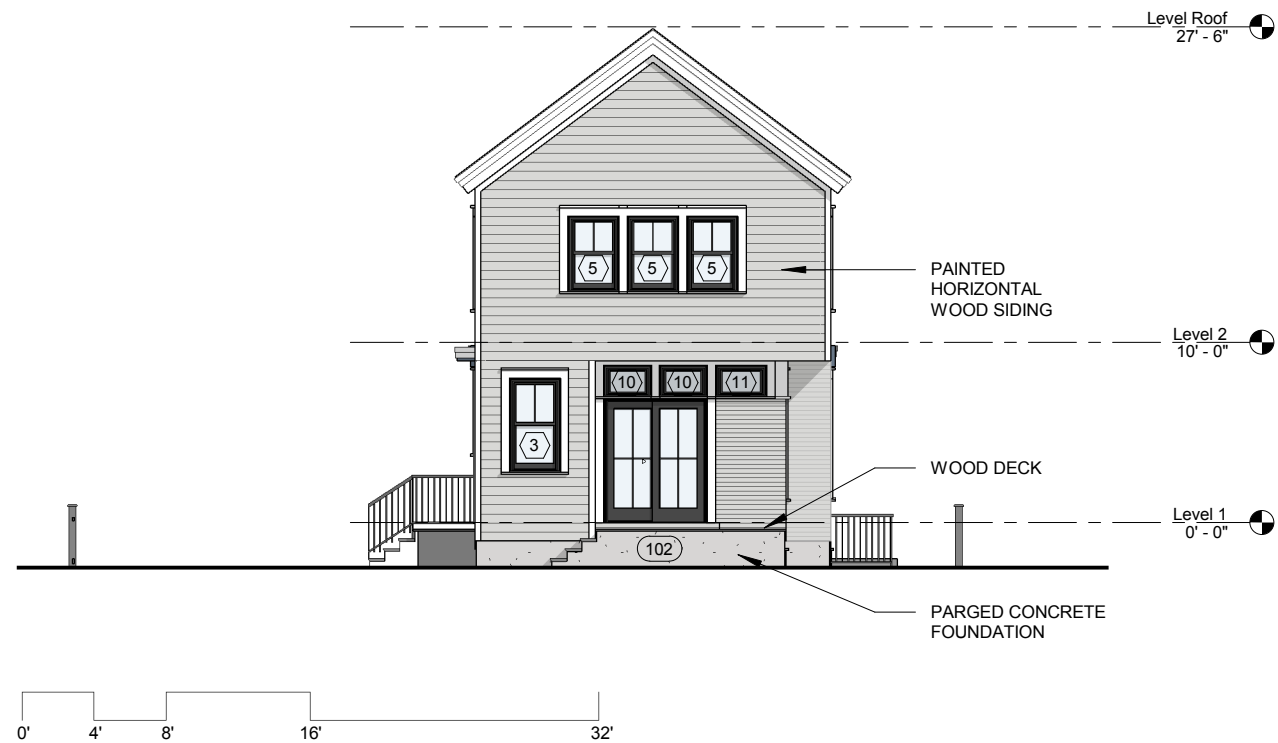 Level Roof
27' - 6"
5 5 5
PAINTED
HORIZONTAL
WOOD SIDING
Level 2
10' - 0"
10 10 11
3
WOOD DECK
Level 1
0' - 0"
102
PARGED CONCRETE
FOUNDATION
0' 4' 8' 16' 32'